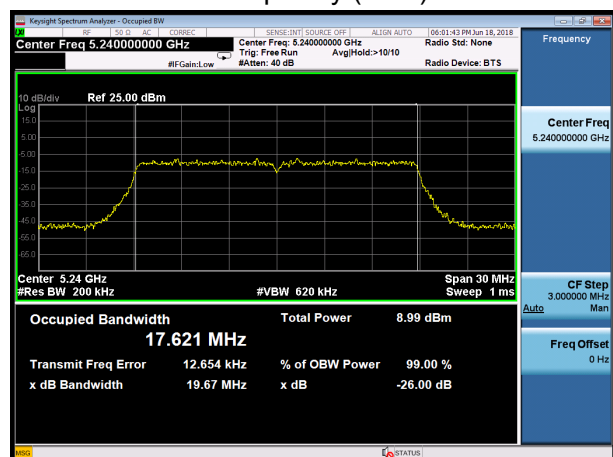 Keysight Spectrum Analyzer - Occupied BW
RF 50 Ω AC CORREC SENSE:INT SOURCE OFF ALIGN AUTO 06:01:43 PM Jun 18, 2018
Center Freq 5.240000000 GHz Center Freq: 5.240000000 GHz Radio Std: None
Trig: Free Run Avg|Hold:>10/10
#IFGain:Low #Atten: 40 dB Radio Device: BTS
Frequency
10 dB/div Ref 25.00 dBm
Log
15.0
5.00
-5.00
-15.0
-25.0
-35.0
-45.0
-55.0
-65.0
Center 5.24 GHz Span 30 MHz
#Res BW 200 kHz #VBW 620 kHz Sweep 1 ms
Occupied Bandwidth Total Power 8.99 dBm
17.621 MHz
Transmit Freq Error 12.654 kHz % of OBW Power 99.00 %
x dB Bandwidth 19.67 MHz x dB -26.00 dB
Center Freq
5.240000000 GHz
CF Step
3.000000 MHz
Auto Man
Freq Offset
0 Hz
MSG STATUS